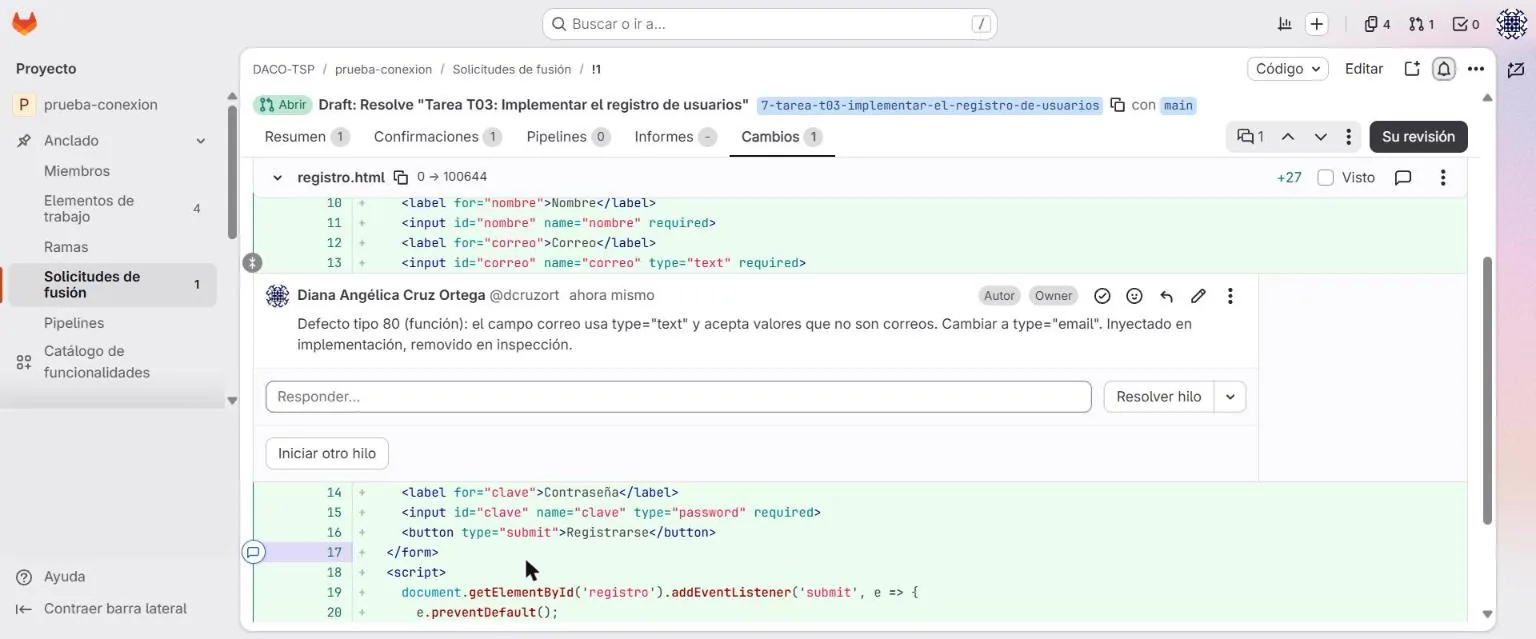 Buscar o ir a...
/
4
1
0
Proyecto
P prueba-conexion
Anclado
Miembros
Elementos de trabajo 4
Ramas
Solicitudes de fusión 1
Pipelines
Catálogo de funcionalidades
Ayuda
Contraer barra lateral
DACO-TSP / prueba-conexion / Solicitudes de fusión / !1
Código
Editar
Abrir Draft: Resolve "Tarea T03: Implementar el registro de usuarios" 7-tarea-t03-implementar-el-registro-de-usuarios con main
Resumen 1 Confirmaciones 1 Pipelines 0 Informes - Cambios 1
1
Su revisión
registro.html 0 → 100644
+27 Visto
10 + <label for="nombre">Nombre</label>
11 + <input id="nombre" name="nombre" required>
12 + <label for="correo">Correo</label>
13 + <input id="correo" name="correo" type="text" required>
Diana Angélica Cruz Ortega @dcruzort ahora mismo
Autor Owner
Defecto tipo 80 (función): el campo correo usa type="text" y acepta valores que no son correos. Cambiar a type="email". Inyectado en
implementación, removido en inspección.
Responder...
Resolver hilo
Iniciar otro hilo
14 + <label for="clave">Contraseña</label>
15 + <input id="clave" name="clave" type="password" required>
16 + <button type="submit">Registrarse</button>
17 + </form>
18 + <script>
19 + document.getElementById('registro').addEventListener('submit', e => {
20 + e.preventDefault();